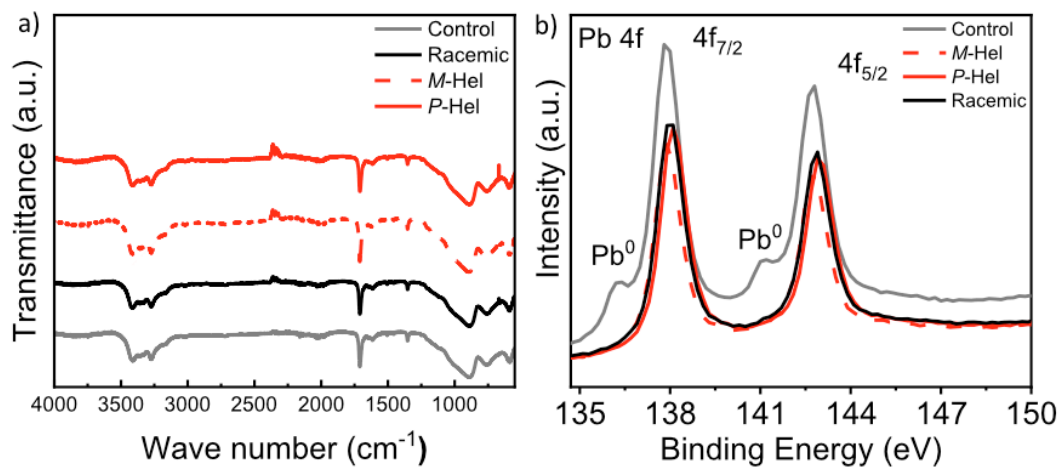 a)
Control
Racemic
M-Hel
P-Hel
Transmittance (a.u.)
4000 3500 3000 2500 2000 1500 1000
Wave number (cm⁻¹)
b)
Pb 4f
4f₇/₂
4f₅/₂
Control
M-Hel
P-Hel
Racemic
Pb⁰
Pb⁰
Intensity (a.u.)
135 138 141 144 147 150
Binding Energy (eV)